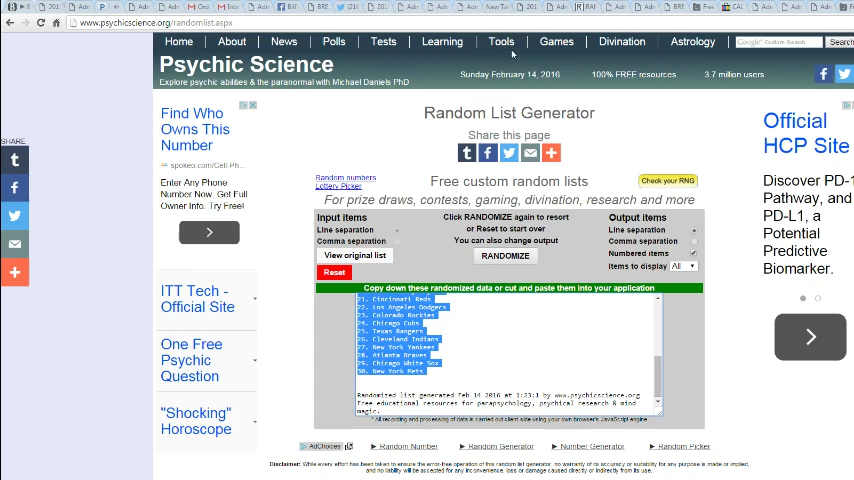 www.psychicscience.org/randomlist.aspx
Home About News Polls Tests Learning Tools Games Divination Astrology
Google Custom Search Search
Psychic Science
Explore psychic abilities & the paranormal with Michael Daniels PhD
Sunday February 14, 2016 100% FREE resources 3.7 million users
Find Who
Owns This
Number
spokeo.com/Cell-Ph...
Enter Any Phone
Number Now. Get Full
Owner Info. Try Free!
ITT Tech -
Official Site
One Free
Psychic
Question
"Shocking"
Horoscope
SHARE
Random List Generator
Share this page
Random numbers
Lottery Picker
Free custom random lists
Check your RNG
For prize draws, contests, gaming, divination, research and more
Input items
Line separation
Comma separation
View original list
Reset
Click RANDOMIZE again to resort
or Reset to start over
You can also change output
RANDOMIZE
Output items
Line separation
Comma separation
Numbered items
Items to display All
Copy down these randomized data or cut and paste them into your application
21. Cincinnati Reds
22. Los Angeles Dodgers
23. Colorado Rockies
24. Chicago Cubs
25. Texas Rangers
26. Cleveland Indians
27. New York Yankees
28. Atlanta Braves
29. Chicago White Sox
30. New York Mets
Randomized list generated Feb 14 2016 at 1:23:1 by www.psychicscience.org
Free educational resources for parapsychology, psychical research & mind
magic.
* All recording and processing of data is carried out client side using your own browser's JavaScript engine
AdChoices ► Random Number ► Random Generator ► Number Generator ► Random Picker
Disclaimer: While every effort has been taken to ensure the error-free operation of this random list generator, no warranty of its accuracy or suitability for any purpose is made or implied,
and no liability will be accepted for any inconvenience, loss or damage caused directly or indirectly from its use.
Official
HCP Site
Discover PD-1
Pathway, and
PD-L1, a
Potential
Predictive
Biomarker.